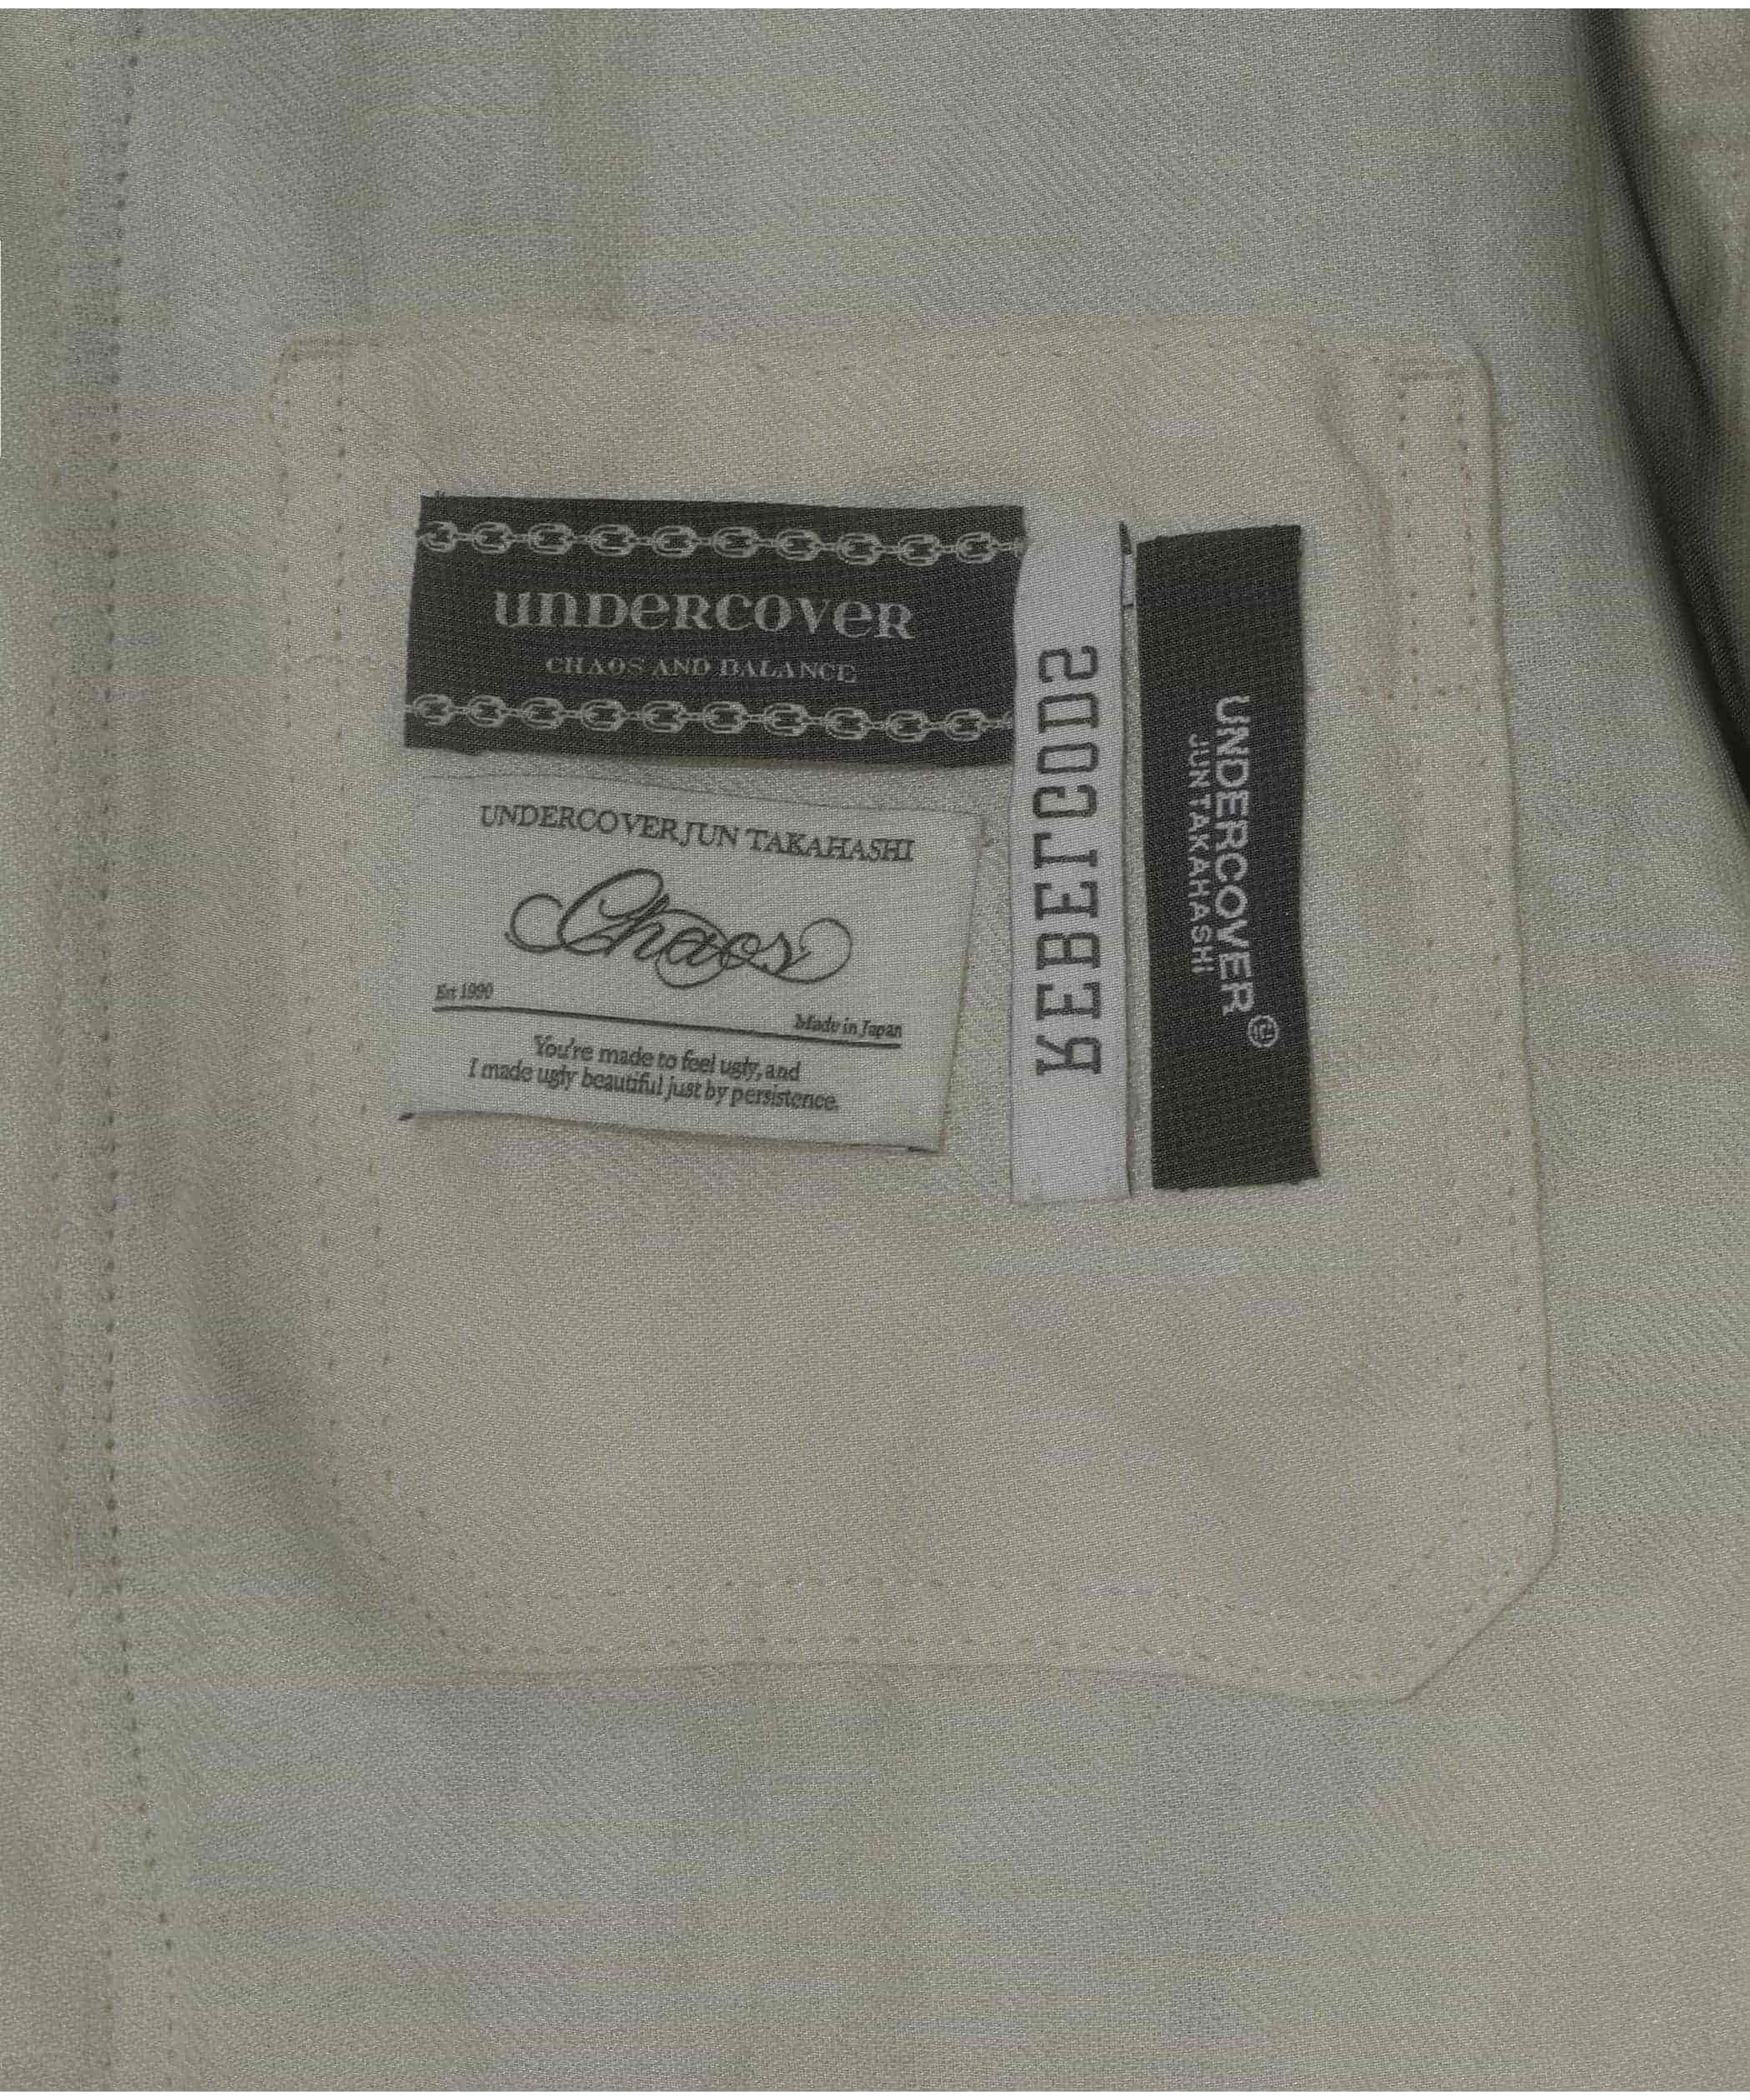 UNDERCOVER
CHAOS AND BALANCE
UNDERCOVER JUN TAKAHASHI
Chaos
Est 1990
Made in Japan
You're made to feel ugly, and
I made ugly beautiful just by persistence.
REBELGODS
UNDERCOVER
JUN TAKAHASHI